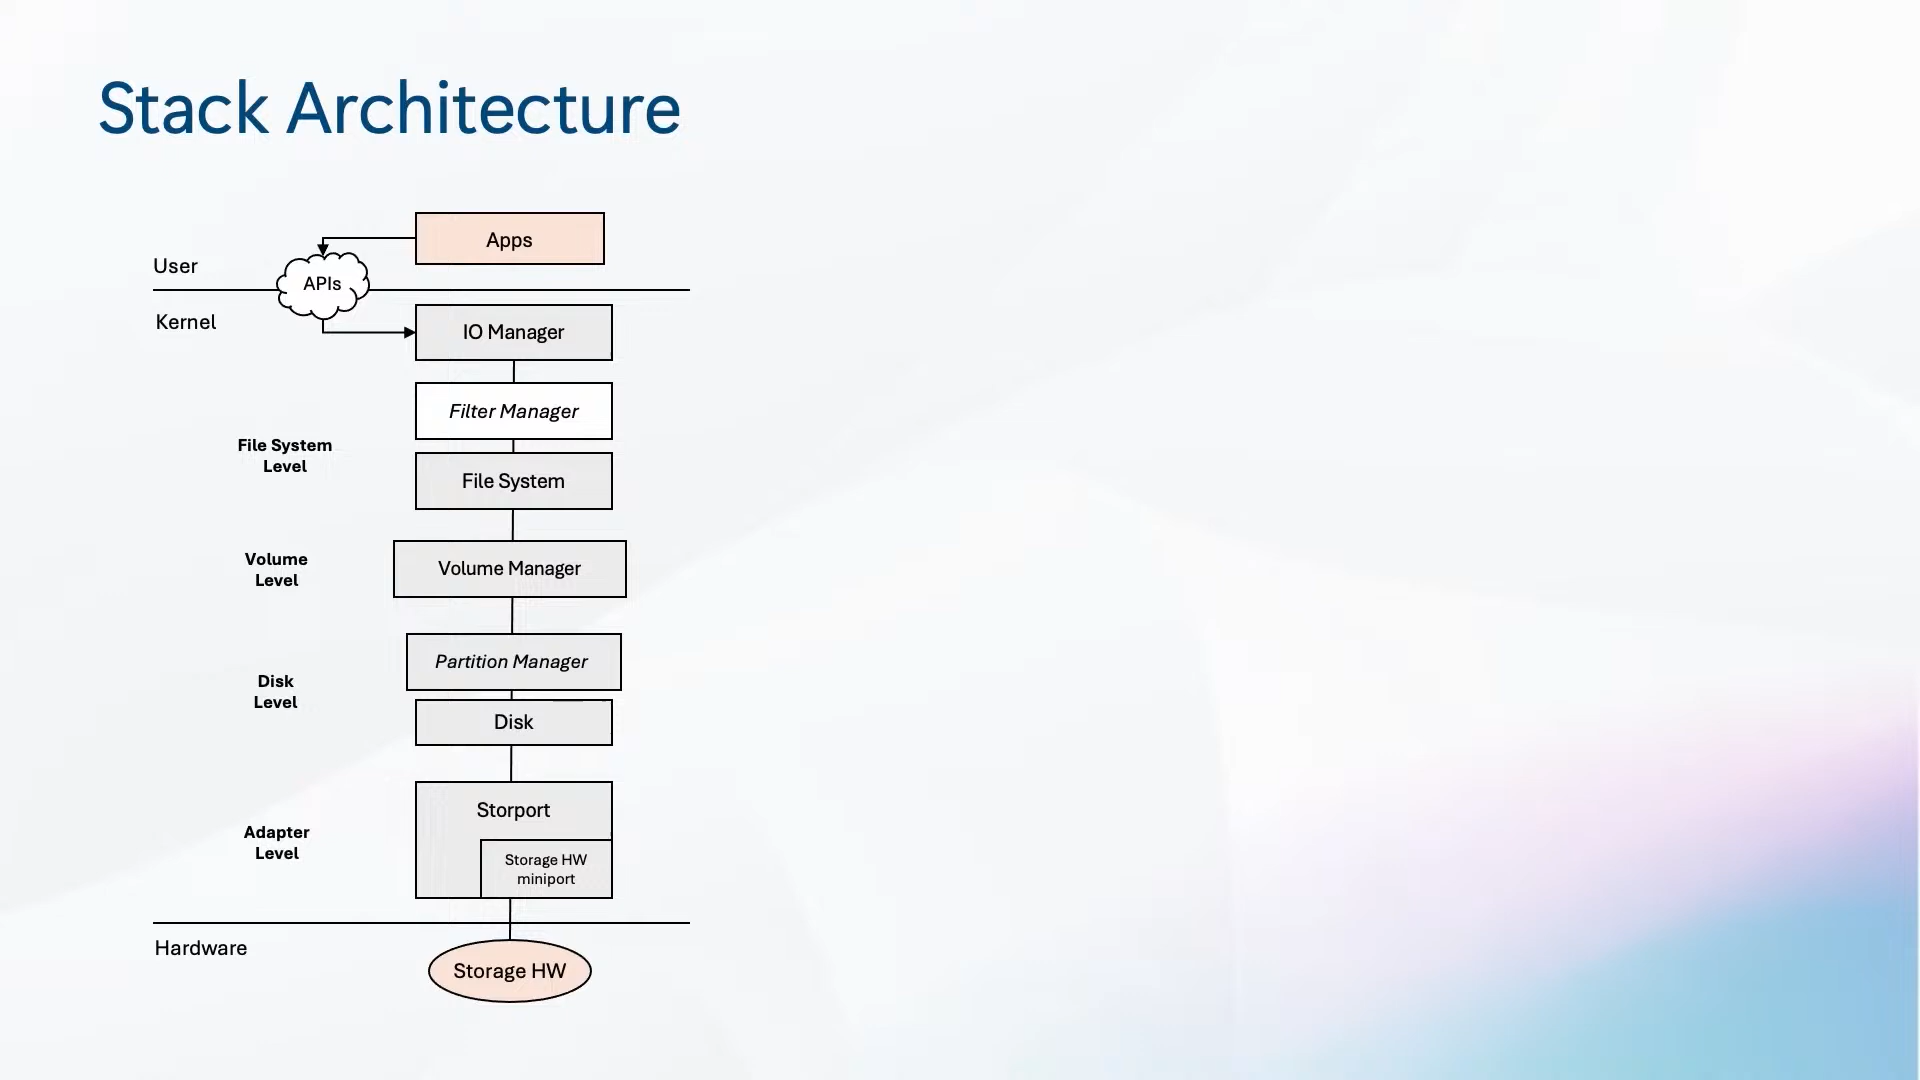 Stack Architecture
Apps
User
APIs
Kernel
IO Manager
Filter Manager
File System
Level
File System
Volume
Level
Volume Manager
Partition Manager
Disk
Level
Disk
Storport
Adapter
Level
Storage HW
miniport
Hardware
Storage HW